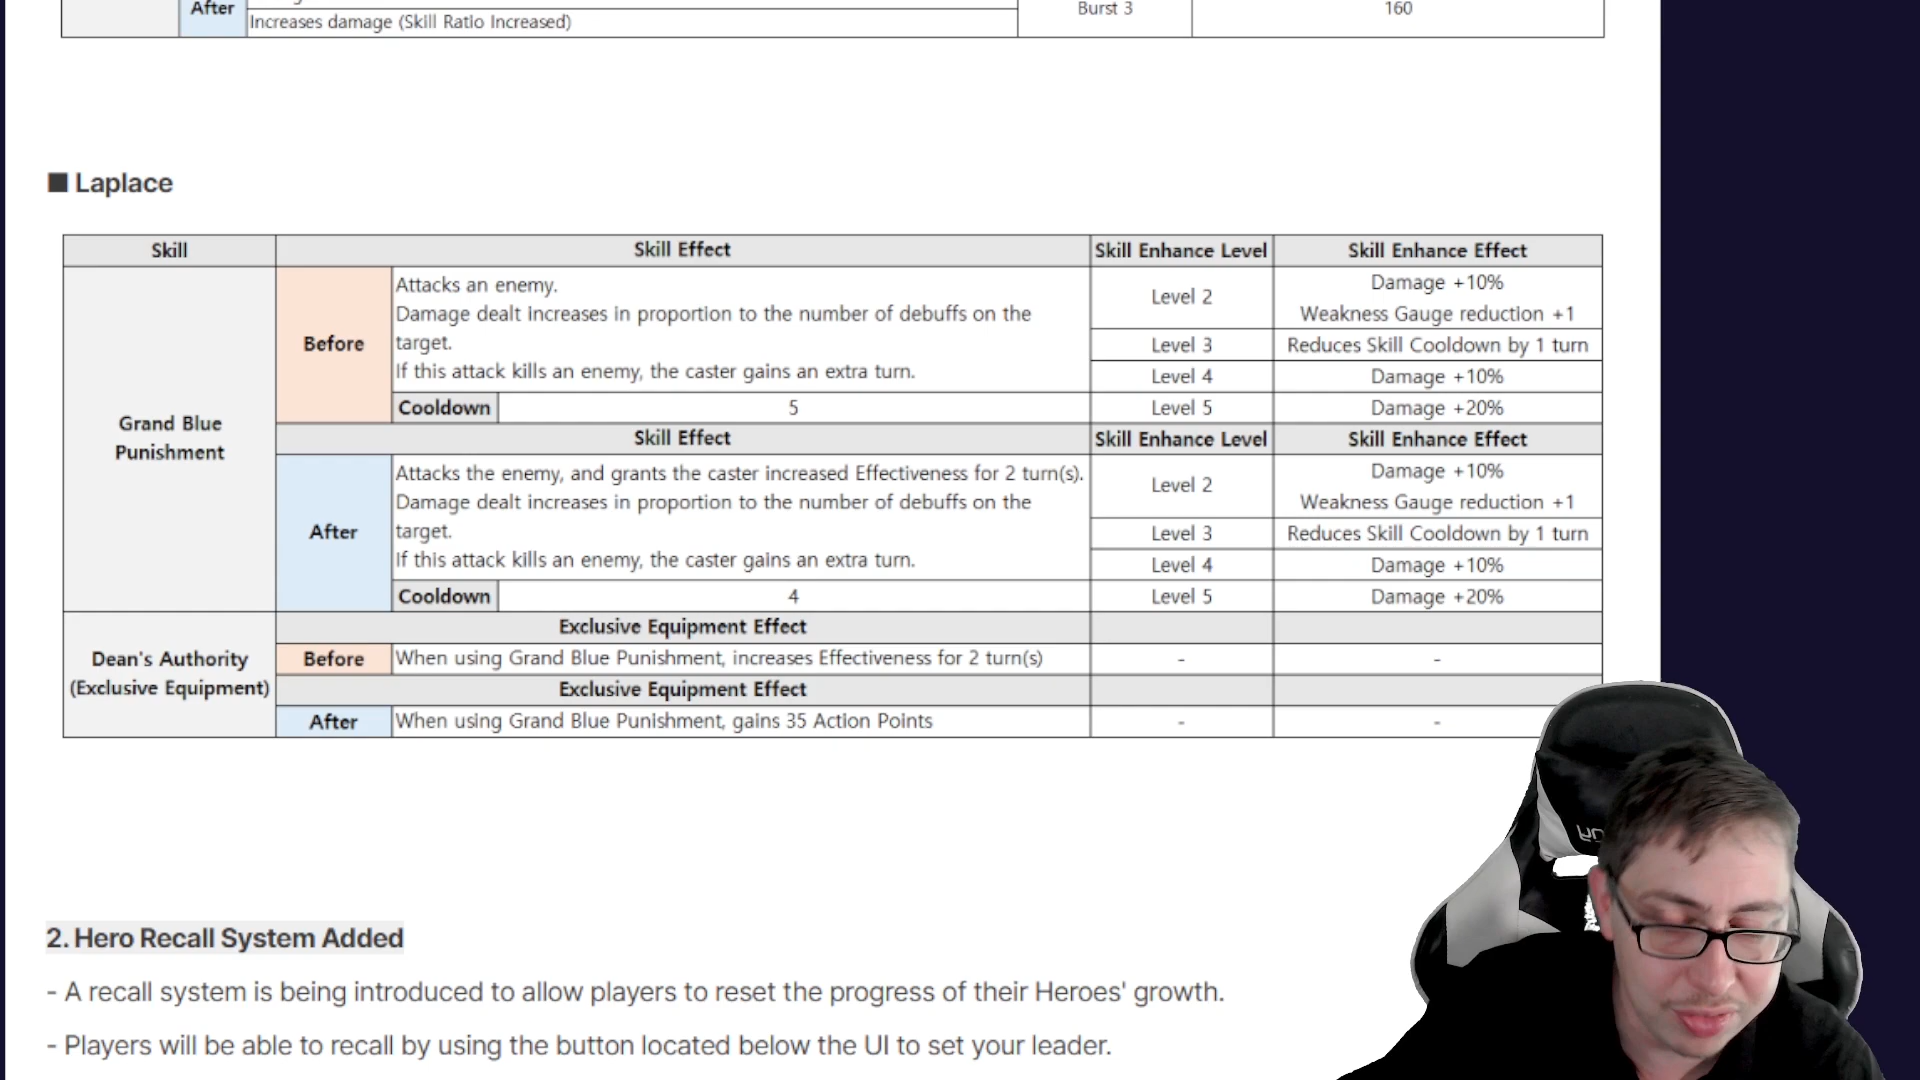 After
Increases damage (Skill Ratio Increased)
Burst 3
160
■ Laplace
Skill
Skill Effect
Skill Enhance Level
Skill Enhance Effect
Grand Blue
Punishment
Before
Attacks an enemy.
Damage dealt increases in proportion to the number of debuffs on the
target.
If this attack kills an enemy, the caster gains an extra turn.
Cooldown
5
Level 2
Damage +10%
Weakness Gauge reduction +1
Level 3
Reduces Skill Cooldown by 1 turn
Level 4
Damage +10%
Level 5
Damage +20%
Skill Effect
Skill Enhance Level
Skill Enhance Effect
After
Attacks the enemy, and grants the caster increased Effectiveness for 2 turn(s).
Damage dealt increases in proportion to the number of debuffs on the
target.
If this attack kills an enemy, the caster gains an extra turn.
Cooldown
4
Level 2
Damage +10%
Weakness Gauge reduction +1
Level 3
Reduces Skill Cooldown by 1 turn
Level 4
Damage +10%
Level 5
Damage +20%
Dean's Authority
(Exclusive Equipment)
Exclusive Equipment Effect
Before
When using Grand Blue Punishment, increases Effectiveness for 2 turn(s)
-
-
Exclusive Equipment Effect
After
When using Grand Blue Punishment, gains 35 Action Points
-
-
2. Hero Recall System Added
- A recall system is being introduced to allow players to reset the progress of their Heroes' growth.
- Players will be able to recall by using the button located below the UI to set your leader.